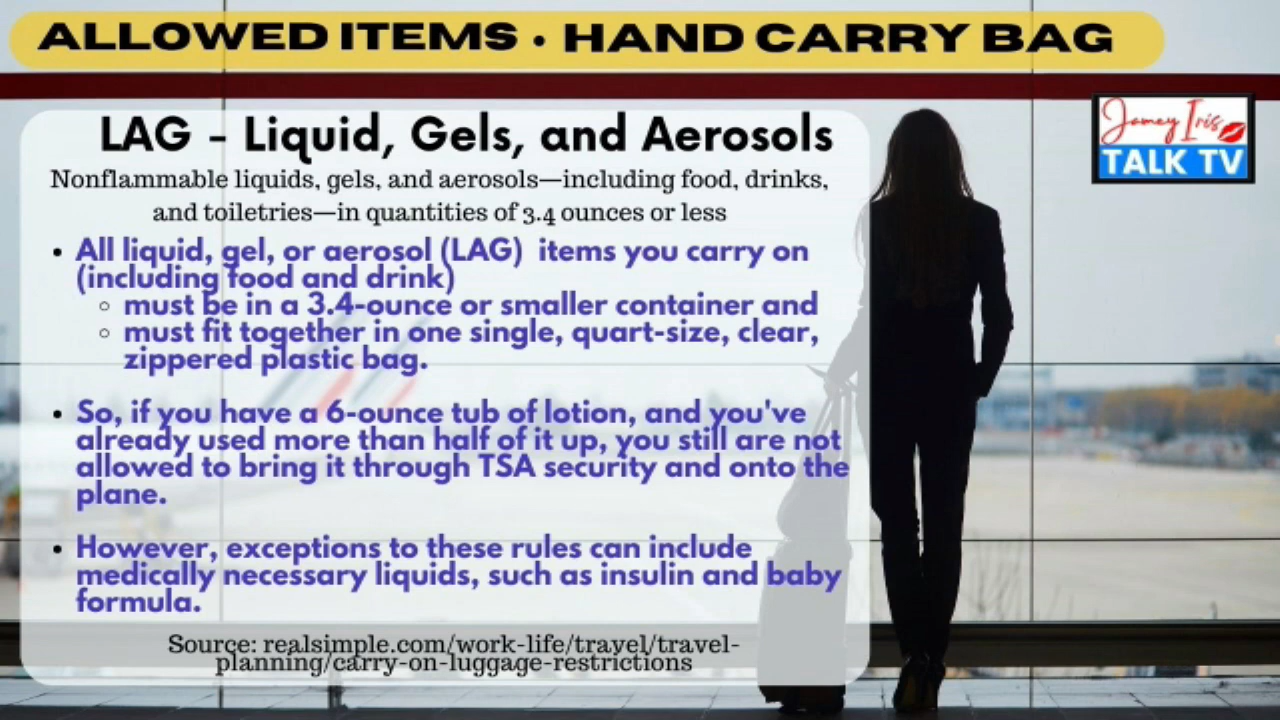 ALLOWED ITEMS • HAND CARRY BAG
Jamey Iris
TALK TV
LAG - Liquid, Gels, and Aerosols
Nonflammable liquids, gels, and aerosols—including food, drinks,
and toiletries—in quantities of 3.4 ounces or less
• All liquid, gel, or aerosol (LAG) items you carry on
(including food and drink)
◦ must be in a 3.4-ounce or smaller container and
◦ must fit together in one single, quart-size, clear,
zippered plastic bag.
• So, if you have a 6-ounce tub of lotion, and you've
already used more than half of it up, you still are not
allowed to bring it through TSA security and onto the
plane.
• However, exceptions to these rules can include
medically necessary liquids, such as insulin and baby
formula.
Source: realsimple.com/work-life/travel/travel-
planning/carry-on-luggage-restrictions